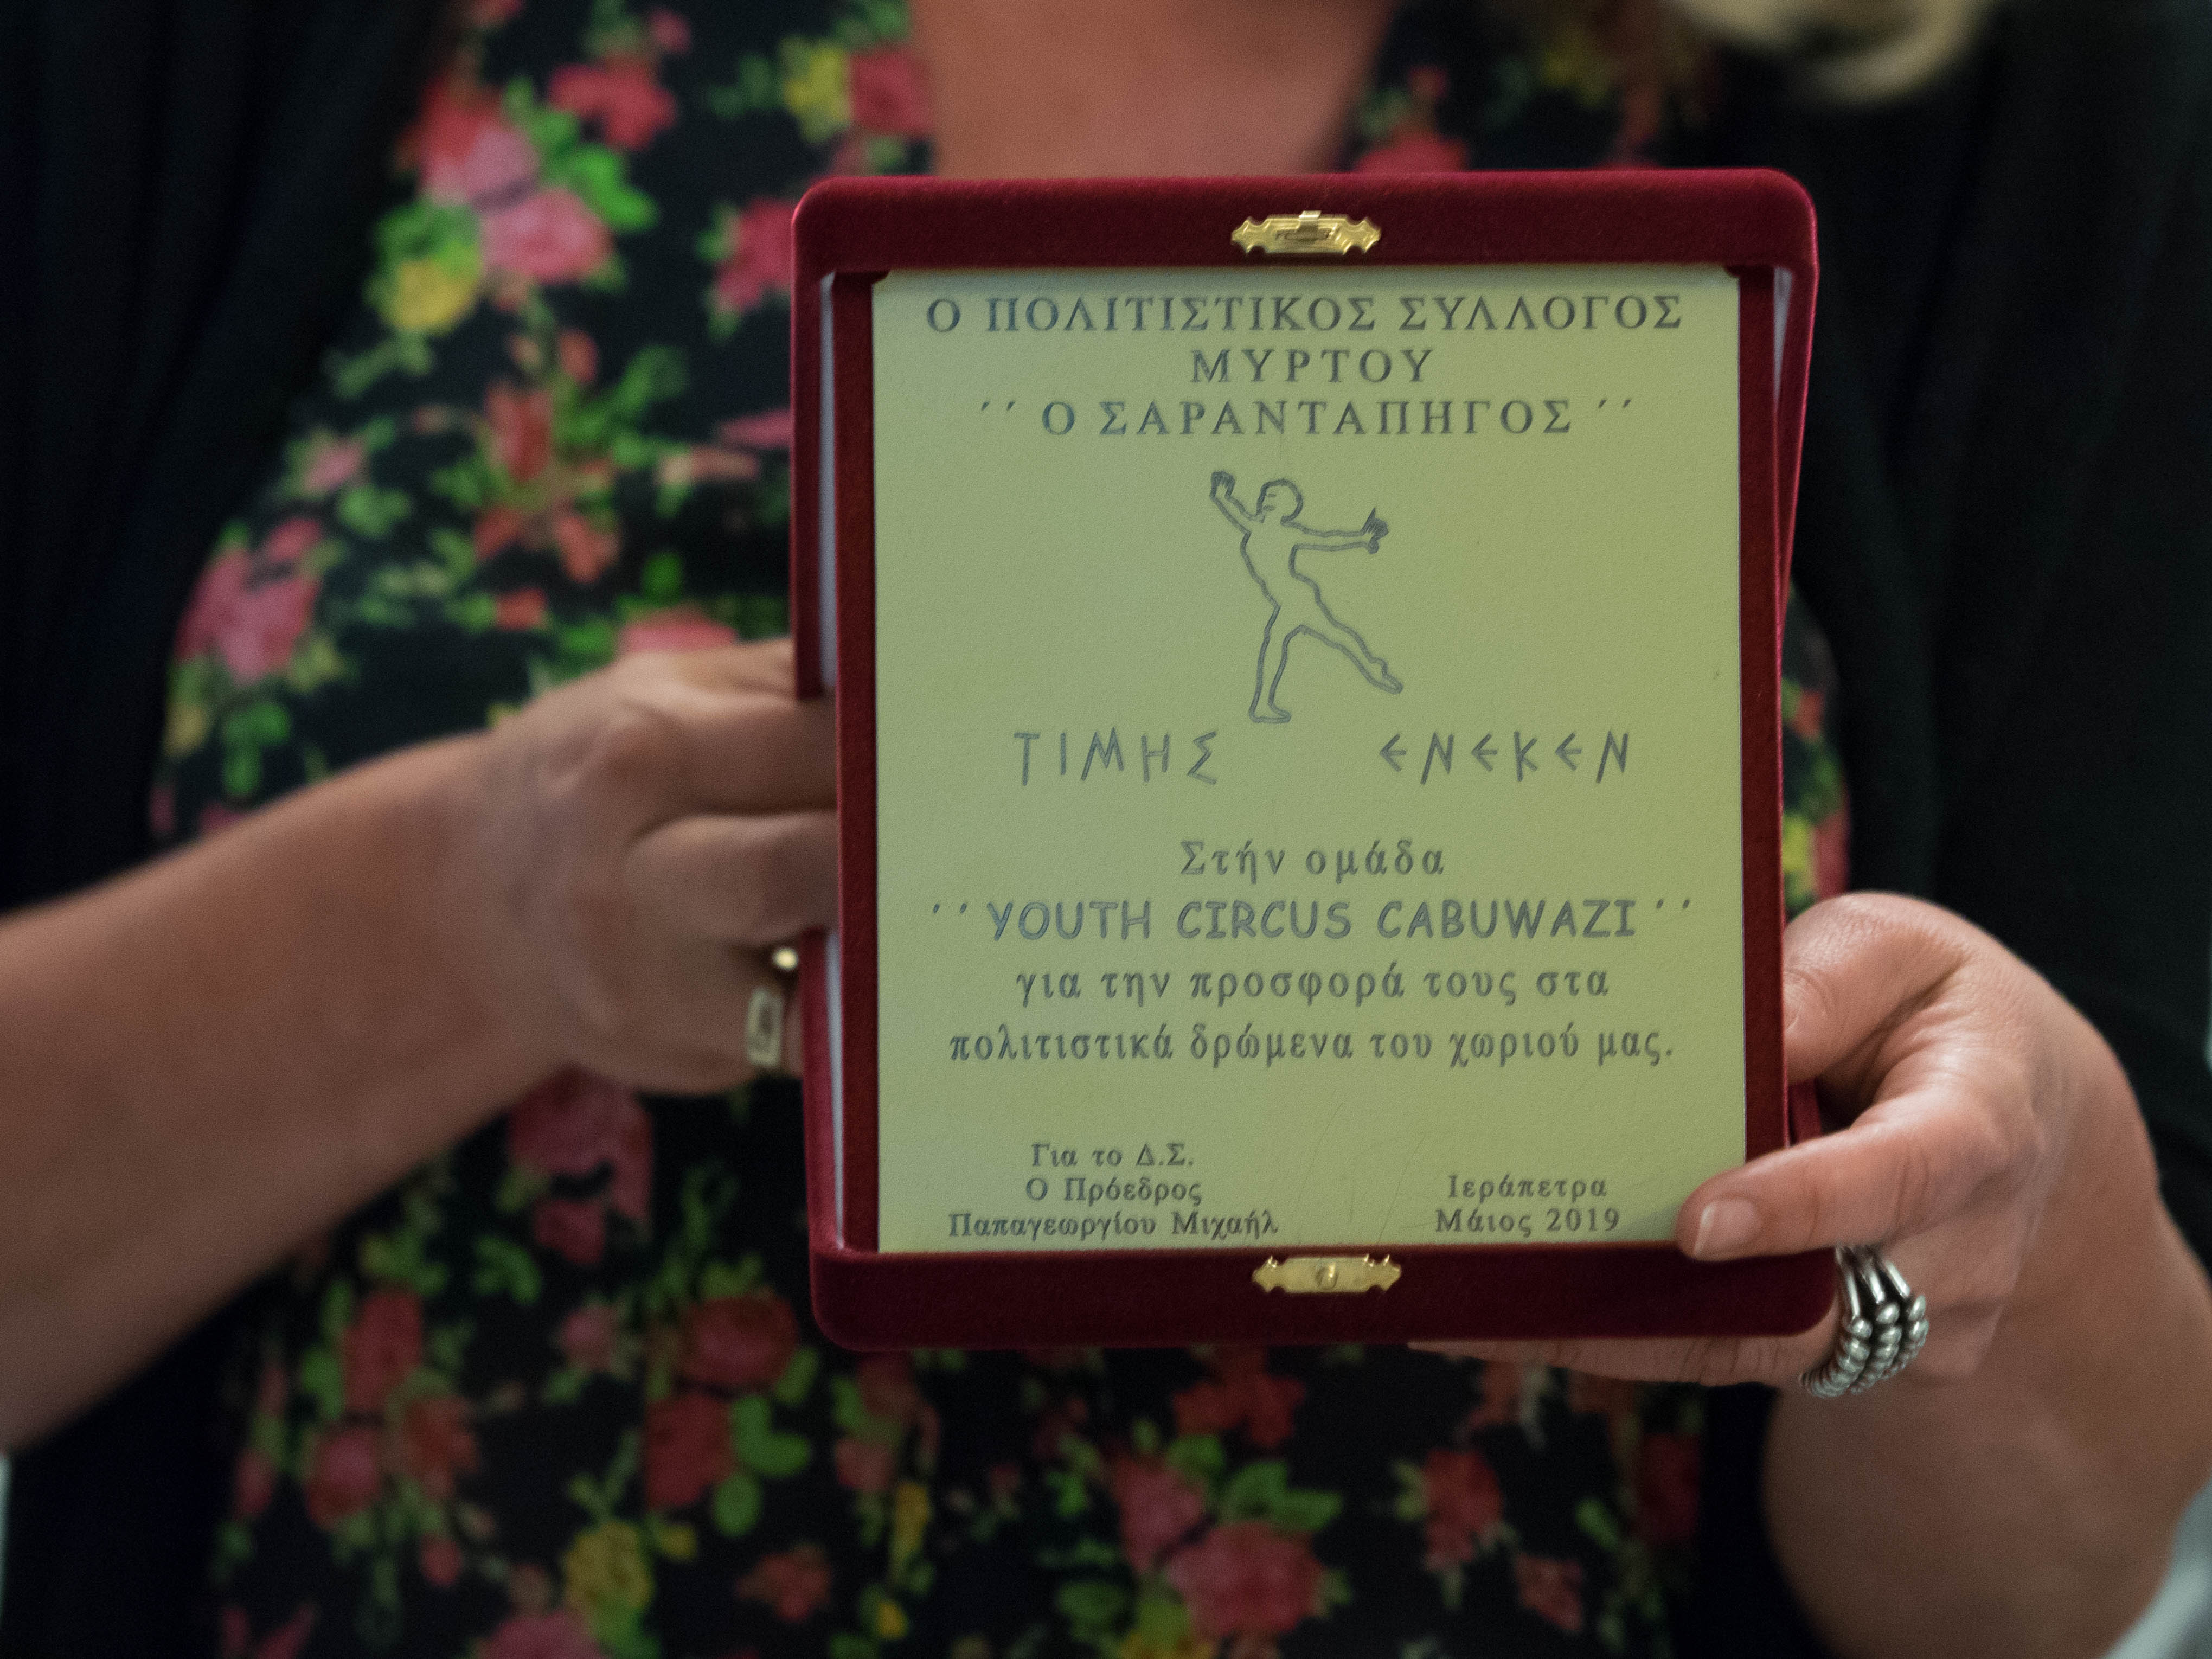 Ο ΠΟΛΙΤΙΣΤΙΚΟΣ ΣΥΛΛΟΓΟΣ
ΜΥΡΤΟΥ
΄΄ Ο ΣΑΡΑΝΤΑΠΗΓΟΣ ΄΄
ΤΙΜΗΣ ΕΝΕΚΕΝ
Στήν ομάδα
΄΄YOUTH CIRCUS CABUWAZI΄΄
για την προσφορά τους στα
πολιτιστικά δρώμενα του χωριού μας.
Για το Δ.Σ.
Ο Πρόεδρος
Παπαγεωργίου Μιχαήλ
Ιεράπετρα
Μάιος 2019